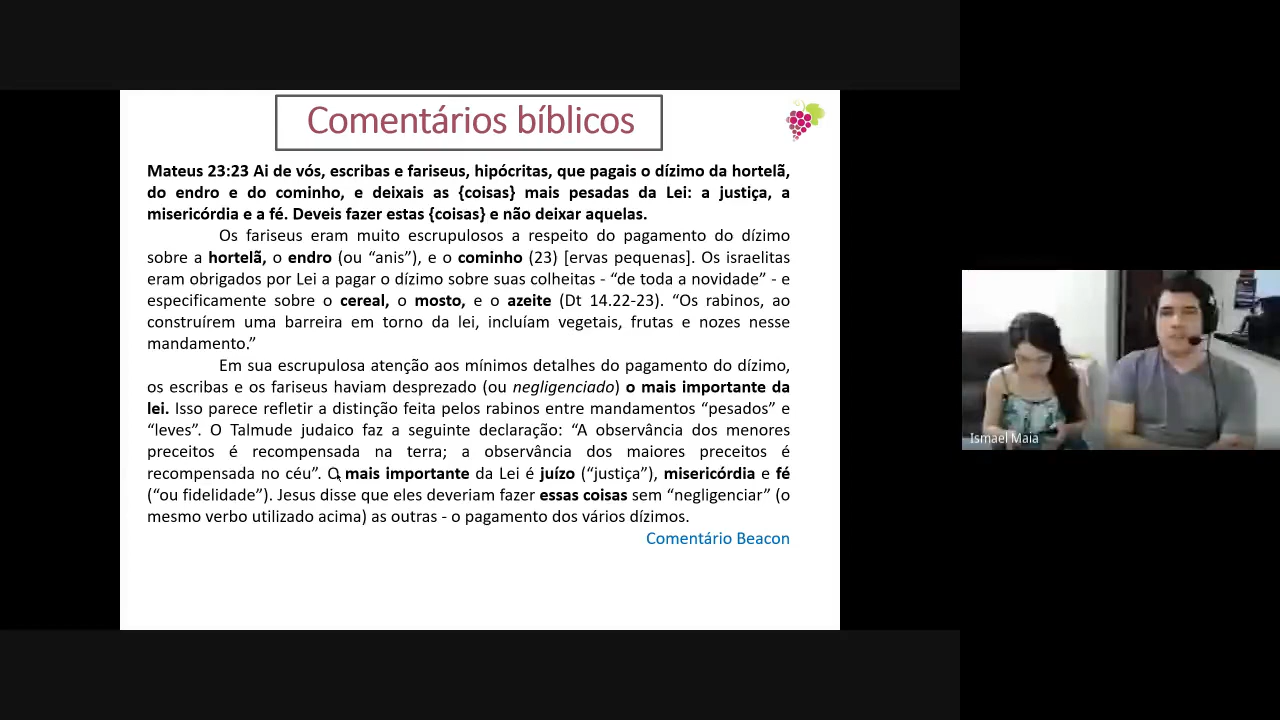 Comentários bíblicos
Mateus 23:23 Ai de vós, escribas e fariseus, hipócritas, que pagais o dízimo da hortelã,
do endro e do cominho, e deixais as {coisas} mais pesadas da Lei: a justiça, a
misericórdia e a fé. Deveis fazer estas {coisas} e não deixar aquelas.
Os fariseus eram muito escrupulosos a respeito do pagamento do dízimo
sobre a hortelã, o endro (ou “anis”), e o cominho (23) [ervas pequenas]. Os israelitas
eram obrigados por Lei a pagar o dízimo sobre suas colheitas - “de toda a novidade” - e
especificamente sobre o cereal, o mosto, e o azeite (Dt 14.22-23). “Os rabinos, ao
construírem uma barreira em torno da lei, incluíam vegetais, frutas e nozes nesse
mandamento.”
Em sua escrupulosa atenção aos mínimos detalhes do pagamento do dízimo,
os escribas e os fariseus haviam desprezado (ou negligenciado) o mais importante da
lei. Isso parece refletir a distinção feita pelos rabinos entre mandamentos “pesados” e
“leves”. O Talmude judaico faz a seguinte declaração: “A observância dos menores
preceitos é recompensada na terra; a observância dos maiores preceitos é
recompensada no céu”. O mais importante da Lei é juízo (“justiça”), misericórdia e fé
(“ou fidelidade”). Jesus disse que eles deveriam fazer essas coisas sem “negligenciar” (o
mesmo verbo utilizado acima) as outras - o pagamento dos vários dízimos.
Comentário Beacon
Ismael Maia